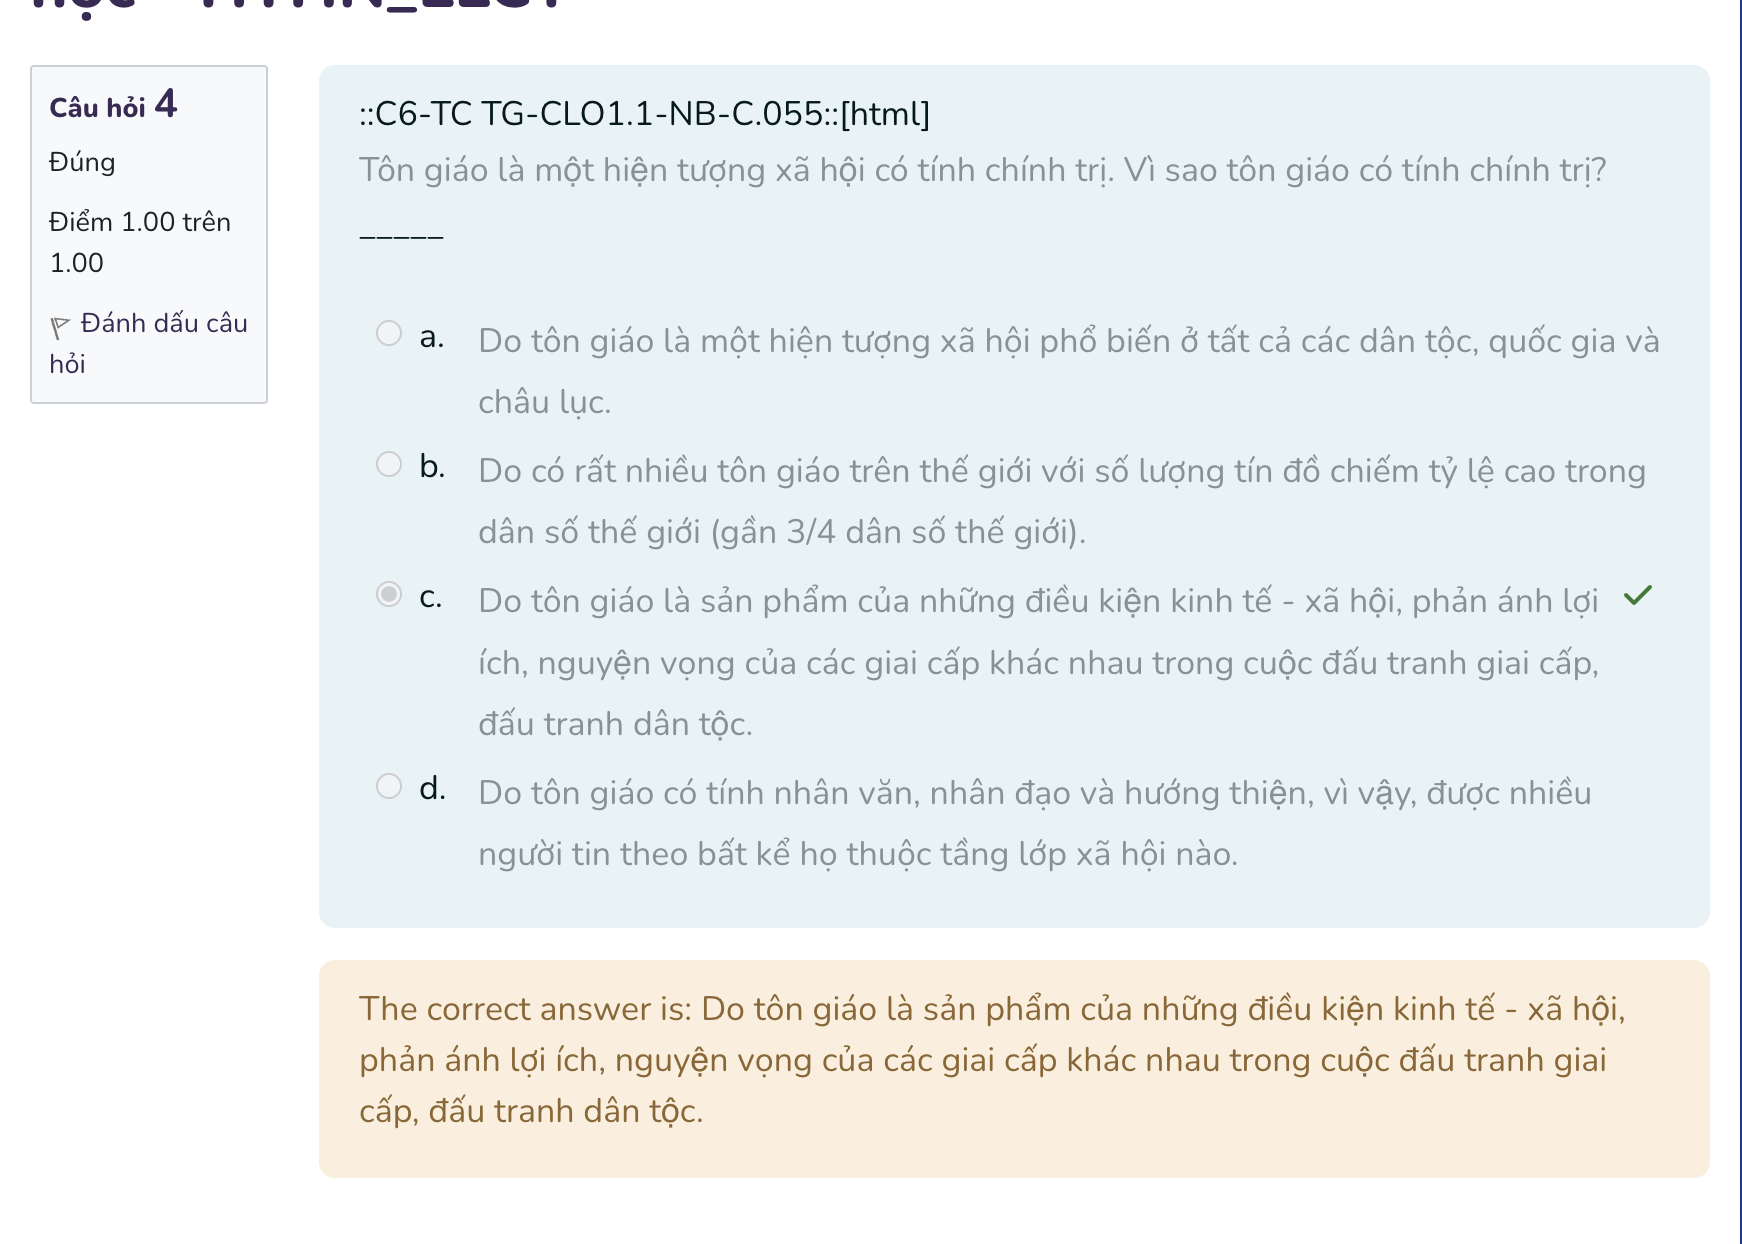 Câu hỏi 4
Đúng
Điểm 1.00 trên
1.00
Đánh dấu câu
hỏi
::C6-TC TG-CLO1.1-NB-C.055::[html]
Tôn giáo là một hiện tượng xã hội có tính chính trị. Vì sao tôn giáo có tính chính trị?
_____
a. Do tôn giáo là một hiện tượng xã hội phổ biến ở tất cả các dân tộc, quốc gia và
châu lục.
b. Do có rất nhiều tôn giáo trên thế giới với số lượng tín đồ chiếm tỷ lệ cao trong
dân số thế giới (gần 3/4 dân số thế giới).
c. Do tôn giáo là sản phẩm của những điều kiện kinh tế - xã hội, phản ánh lợi
ích, nguyện vọng của các giai cấp khác nhau trong cuộc đấu tranh giai cấp,
đấu tranh dân tộc.
d. Do tôn giáo có tính nhân văn, nhân đạo và hướng thiện, vì vậy, được nhiều
người tin theo bất kể họ thuộc tầng lớp xã hội nào.
The correct answer is: Do tôn giáo là sản phẩm của những điều kiện kinh tế - xã hội,
phản ánh lợi ích, nguyện vọng của các giai cấp khác nhau trong cuộc đấu tranh giai
cấp, đấu tranh dân tộc.